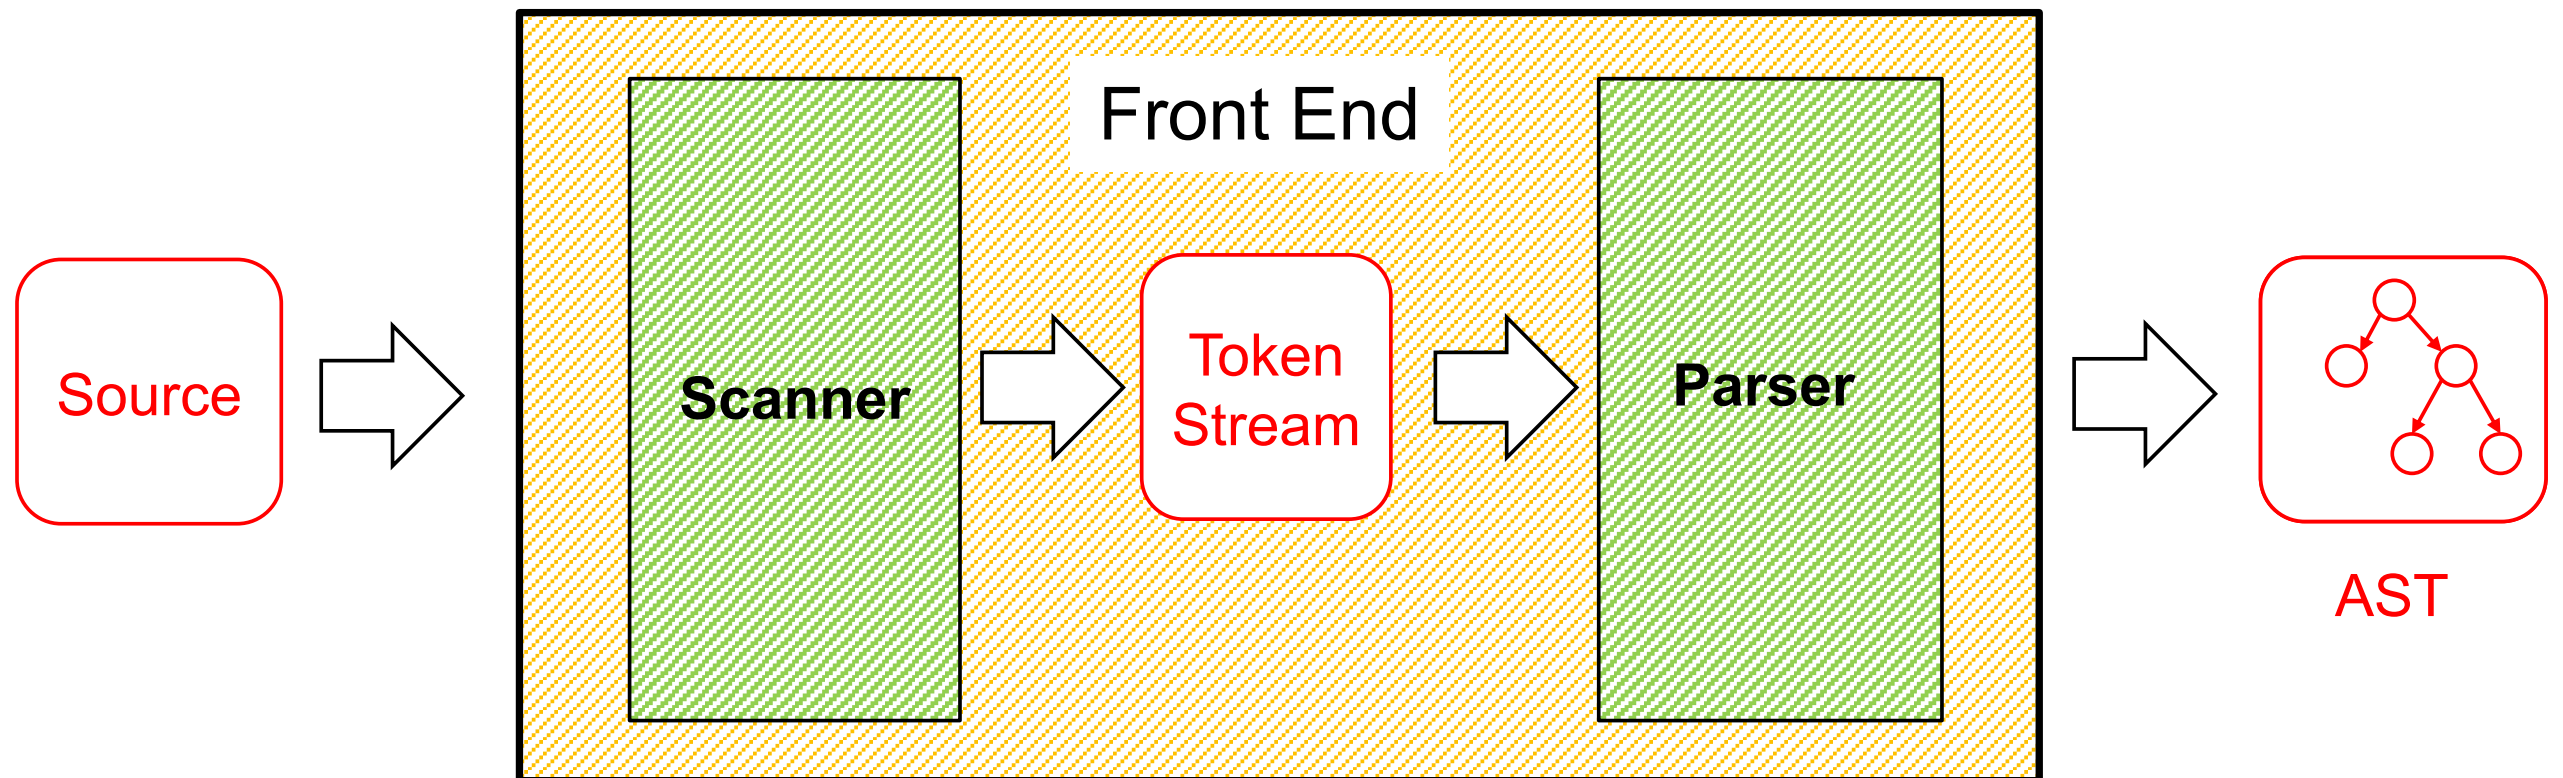 Front End
Source
Scanner
Token
Stream
Parser
AST